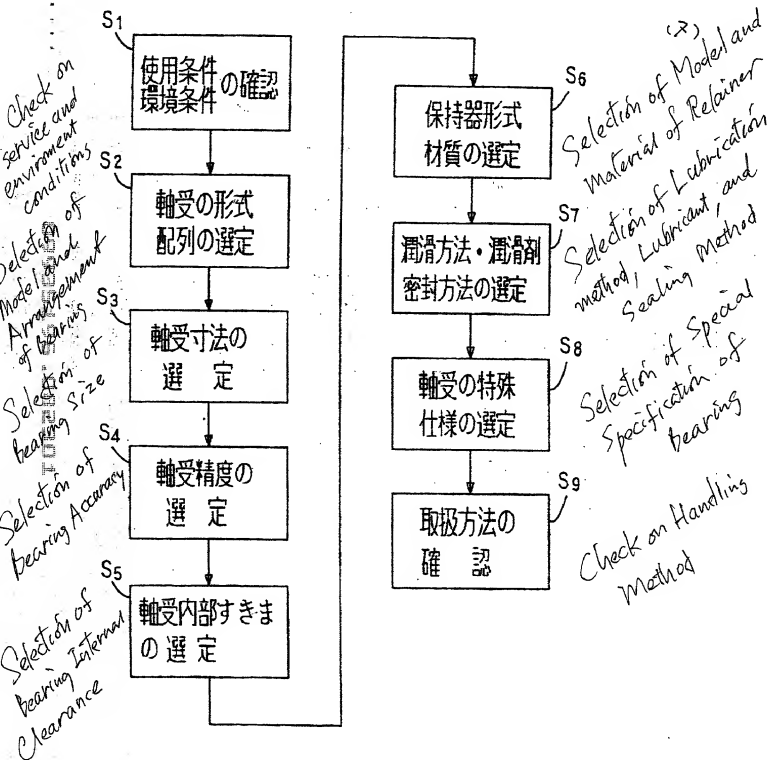 S1
使用条件
環境条件 の確認
Check on
service and
enviroment
conditions
S2
軸受の形式
配列の選定
Selection of
Model and
Arrangement
of bearing
S3
軸受寸法の
選 定
Selection of
bearing Size
S4
軸受精度の
選 定
Selection of
bearing Accuracy
S5
軸受内部すきま
の 選 定
Selection of
bearing Internal
Clearance
S6
保持器形式
材質の選定
Selection of Model and
Material of Retainer
S7
潤滑方法・潤滑剤
密封方法の選定
Selection of Lubrication
method, Lubricant, and
Sealing Method
S8
軸受の特殊
仕様の選定
Selection of Special
Specification of
bearing
S9
取扱方法の
確 認
Check on Handling
Method